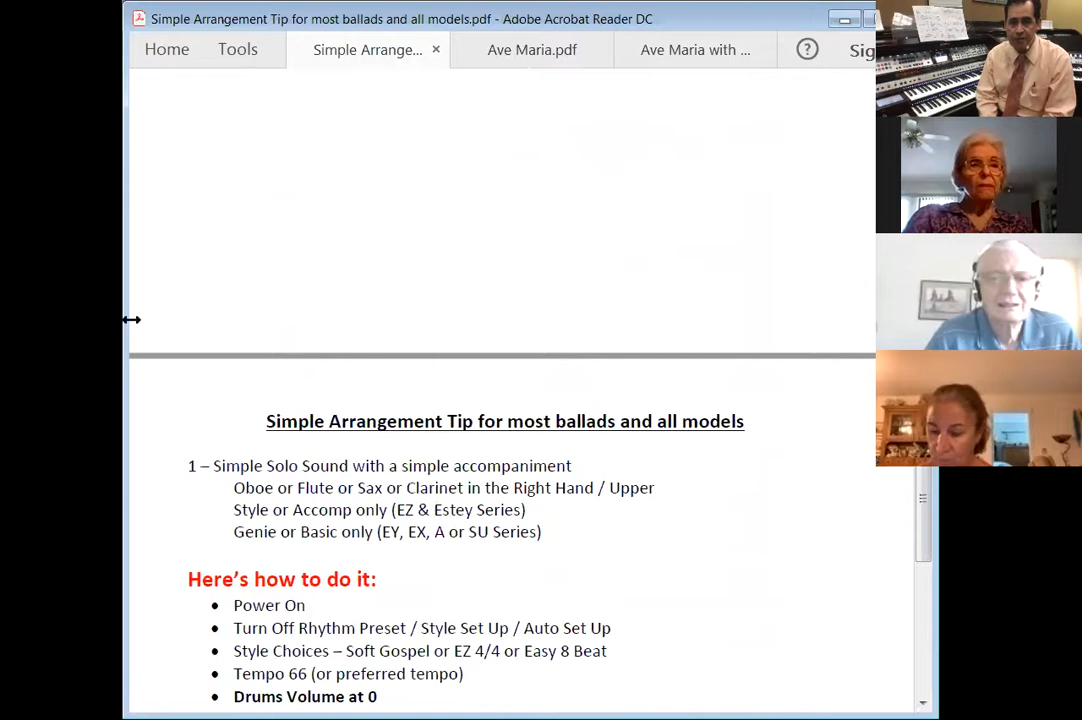 Simple Arrangement Tip for most ballads and all models.pdf - Adobe Acrobat Reader DC
Home Tools Simple Arrange... × Ave Maria.pdf Ave Maria with ... ? Sig
Simple Arrangement Tip for most ballads and all models
1 – Simple Solo Sound with a simple accompaniment
Oboe or Flute or Sax or Clarinet in the Right Hand / Upper
Style or Accomp only (EZ & Estey Series)
Genie or Basic only (EY, EX, A or SU Series)
Here's how to do it:
• Power On
• Turn Off Rhythm Preset / Style Set Up / Auto Set Up
• Style Choices – Soft Gospel or EZ 4/4 or Easy 8 Beat
• Tempo 66 (or preferred tempo)
• Drums Volume at 0